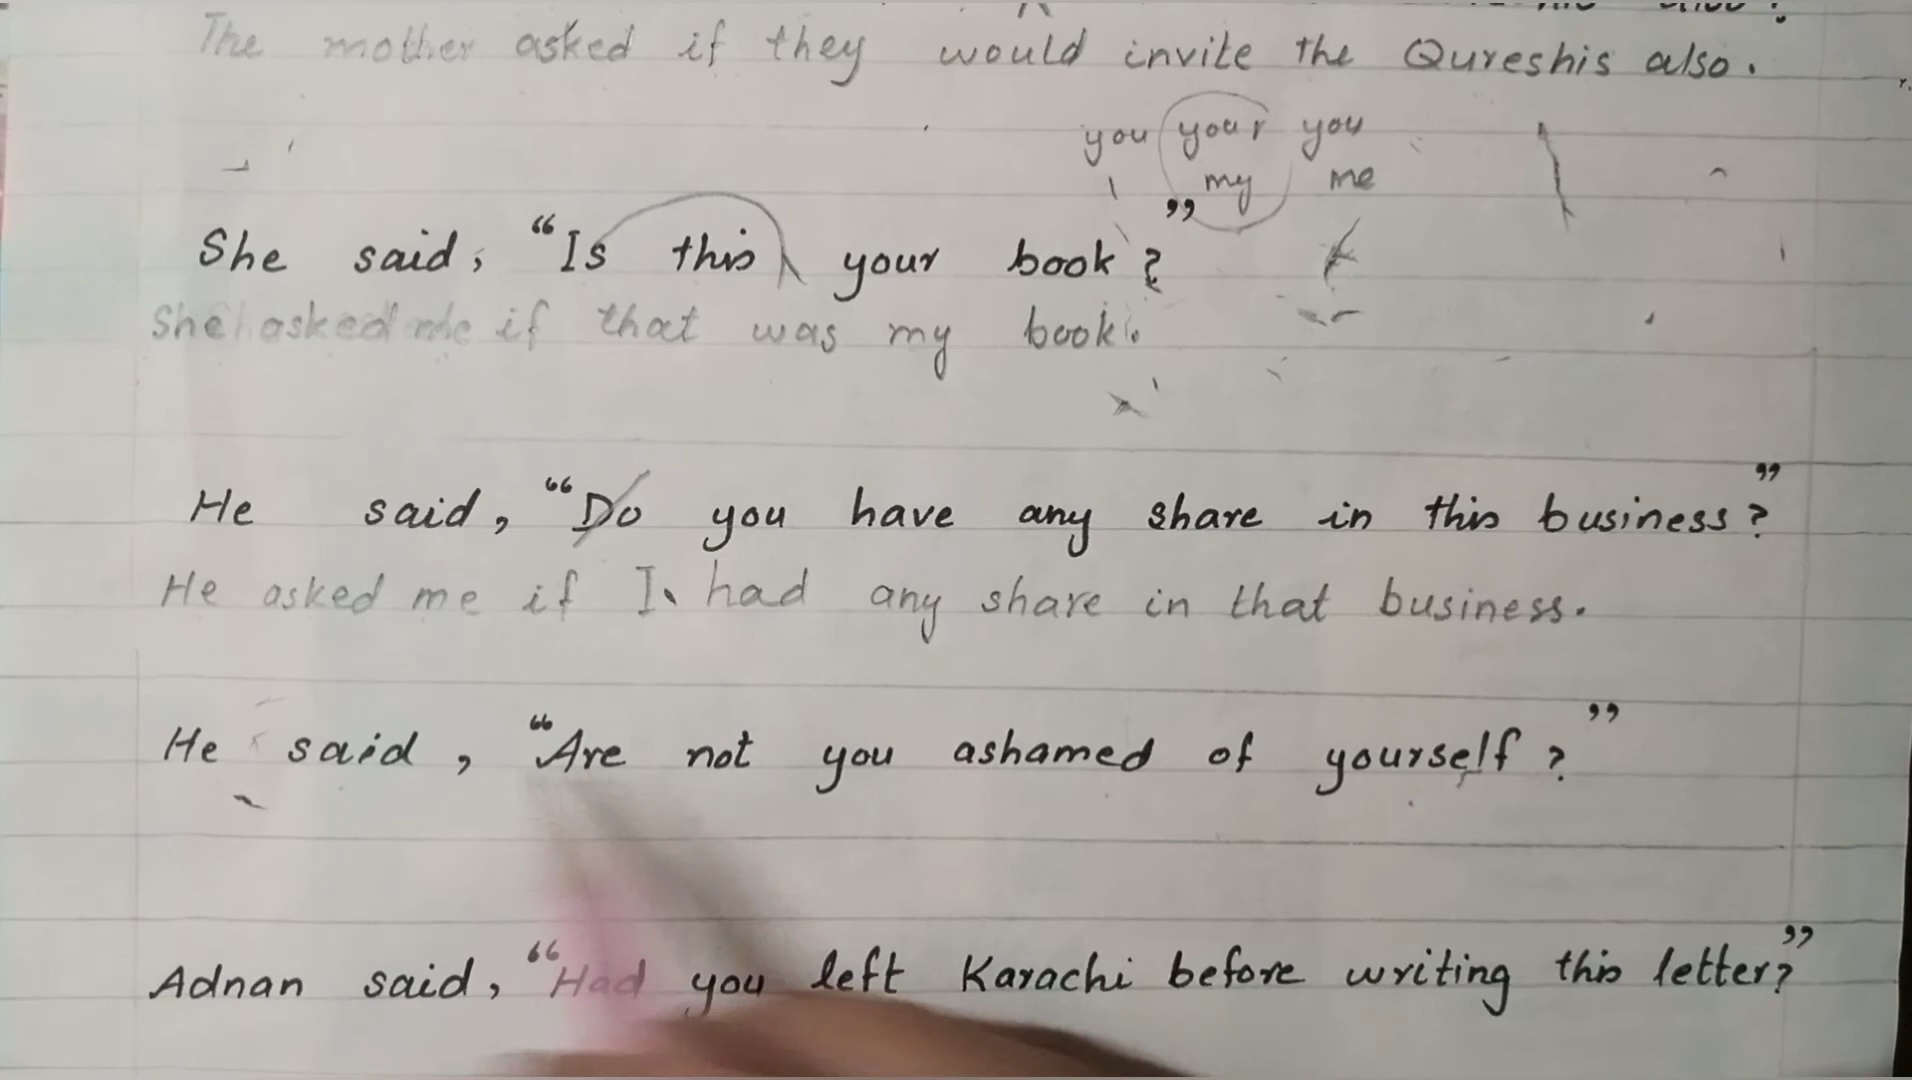 The mother asked if they would invite the Qureshis also.
you your you
I my me
She said, "Is this your book?"
She asked me if that was my book.
He said, "Do you have any share in this business?"
He asked me if I had any share in that business.
He said, "Are not you ashamed of yourself?"
Adnan said, "Had you left Karachi before writing this letter?"